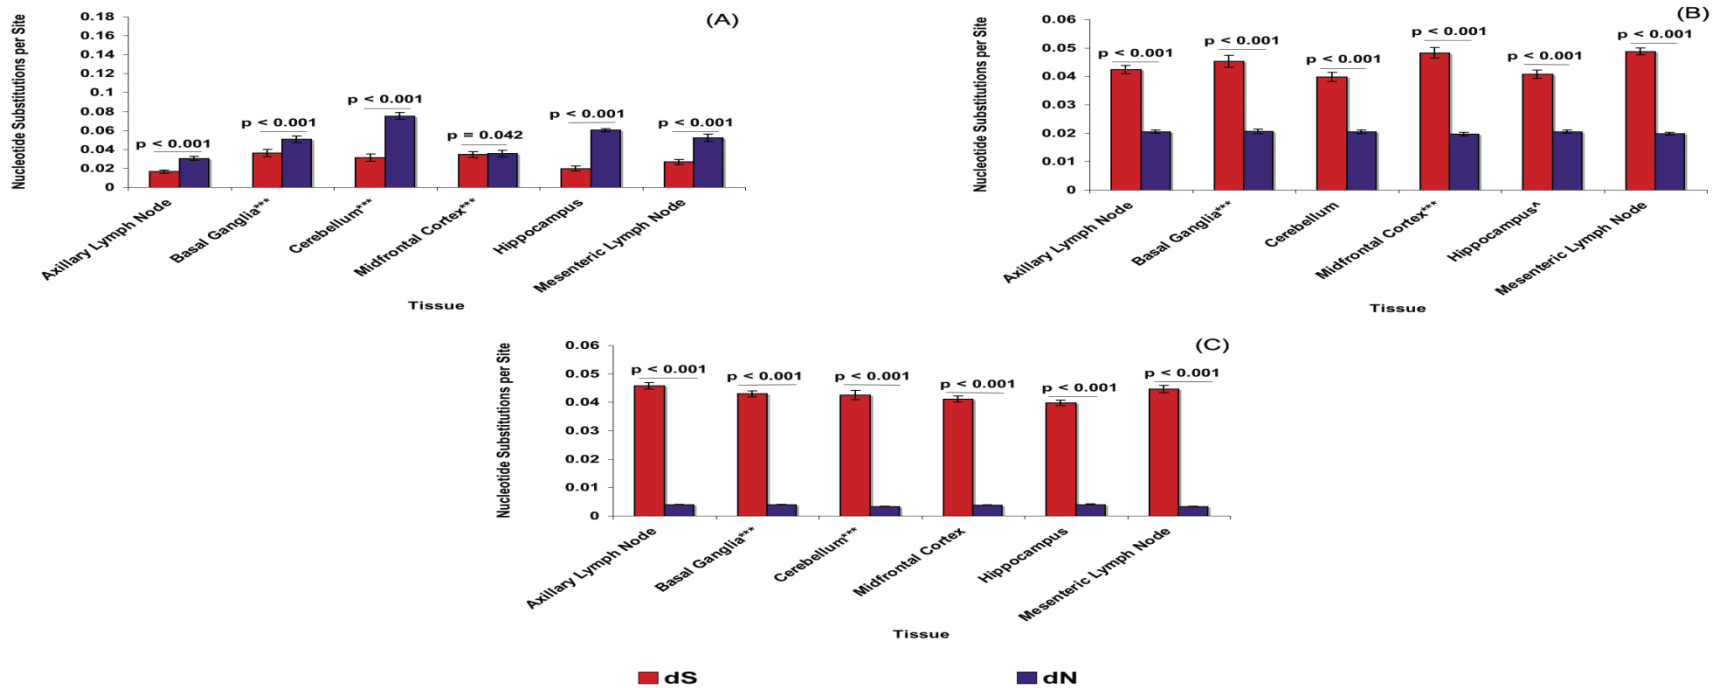 (A)
Nucleotide Substitutions per Site
0.18
0.16
0.14
0.12
0.1
0.08
0.06
0.04
0.02
0
p < 0.001
p < 0.001
p < 0.001
p = 0.042
p < 0.001
p < 0.001
Axillary Lymph Node
Basal Ganglia***
Cerebellum***
Midfrontal Cortex***
Hippocampus
Mesenteric Lymph Node
Tissue
(B)
Nucleotide Substitutions per Site
0.06
0.05
0.04
0.03
0.02
0.01
0
p < 0.001
p < 0.001
p < 0.001
p < 0.001
p < 0.001
p < 0.001
Axillary Lymph Node
Basal Ganglia***
Cerebellum
Midfrontal Cortex***
Hippocampus^
Mesenteric Lymph Node
Tissue
(C)
Nucleotide Substitutions per Site
0.06
0.05
0.04
0.03
0.02
0.01
0
p < 0.001
p < 0.001
p < 0.001
p < 0.001
p < 0.001
p < 0.001
Axillary Lymph Node
Basal Ganglia***
Cerebellum***
Midfrontal Cortex
Hippocampus
Mesenteric Lymph Node
Tissue
dS
dN